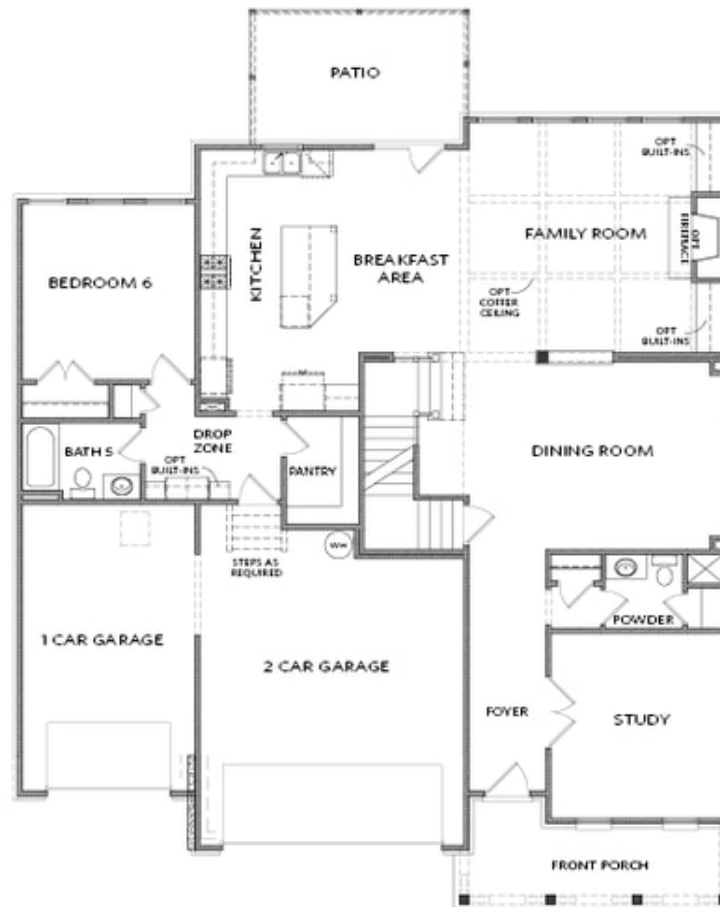 PATIO
OPT
BUILT-INS
FAMILY ROOM
OPT
FIREPLACE
KITCHEN
BREAKFAST
AREA
BEDROOM 6
OPT
COFFER
CEILING
OPT
BUILT-INS
DROP
ZONE
BATH 5
OPT
BUILT-INS
PANTRY
DINING ROOM
STEPS AS
REQUIRED
WH
POWDER
1 CAR GARAGE
2 CAR GARAGE
FOYER
STUDY
FRONT PORCH